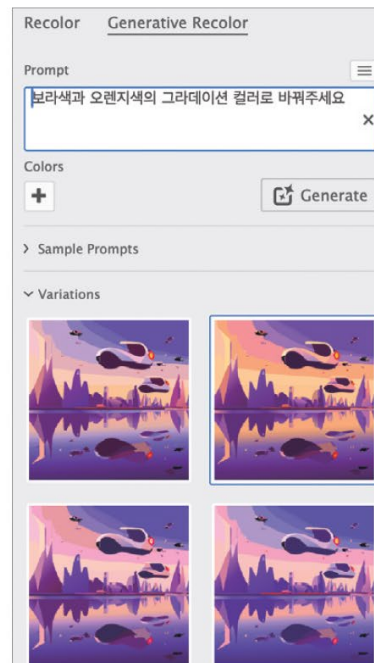 Recolor Generative Recolor
Prompt
보라색과 오렌지색의 그라데이션 컬러로 바꿔주세요
Colors
Generate
Sample Prompts
Variations